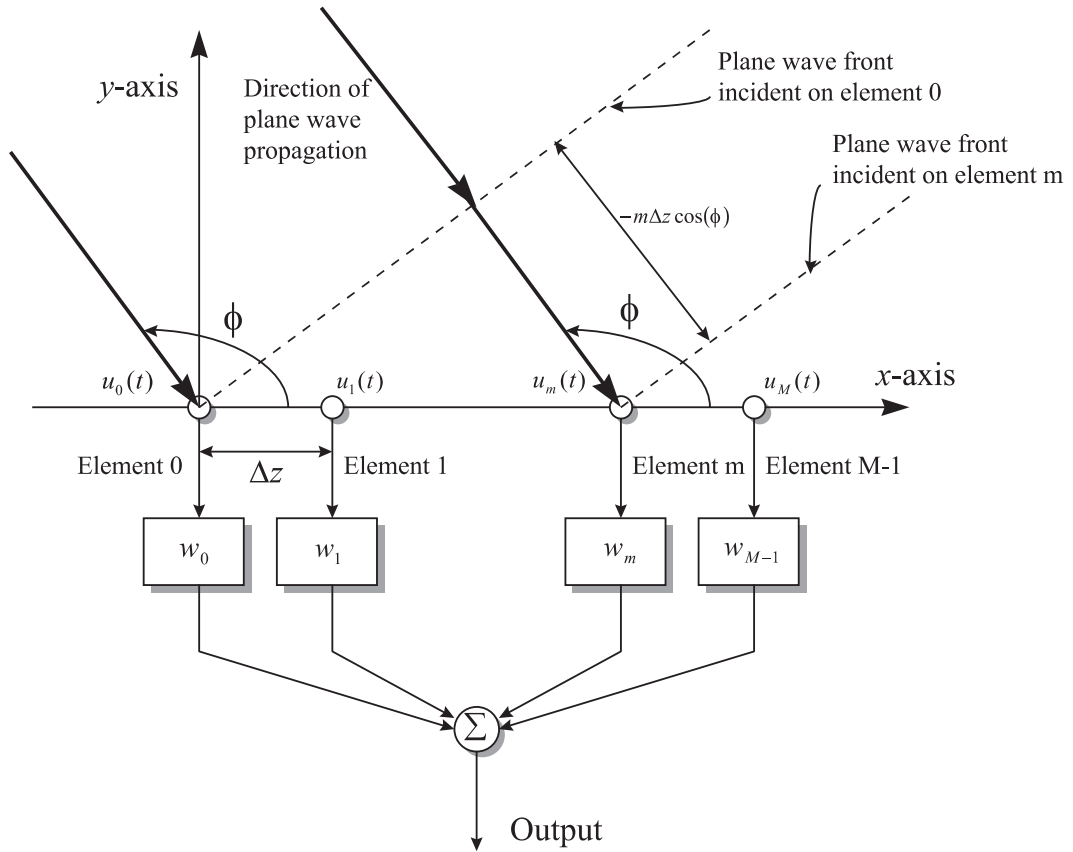 Plane wave front
incident on element 0
y-axis
Direction of
plane wave
propagation
Plane wave front
incident on element m
−mΔz cos(ϕ)
ϕ
ϕ
u₀(t)
u₁(t)
uₘ(t)
u_M(t)
x-axis
Element 0
Δz
Element 1
Element m
Element M-1
w₀
w₁
wₘ
w_{M−1}
Σ
Output